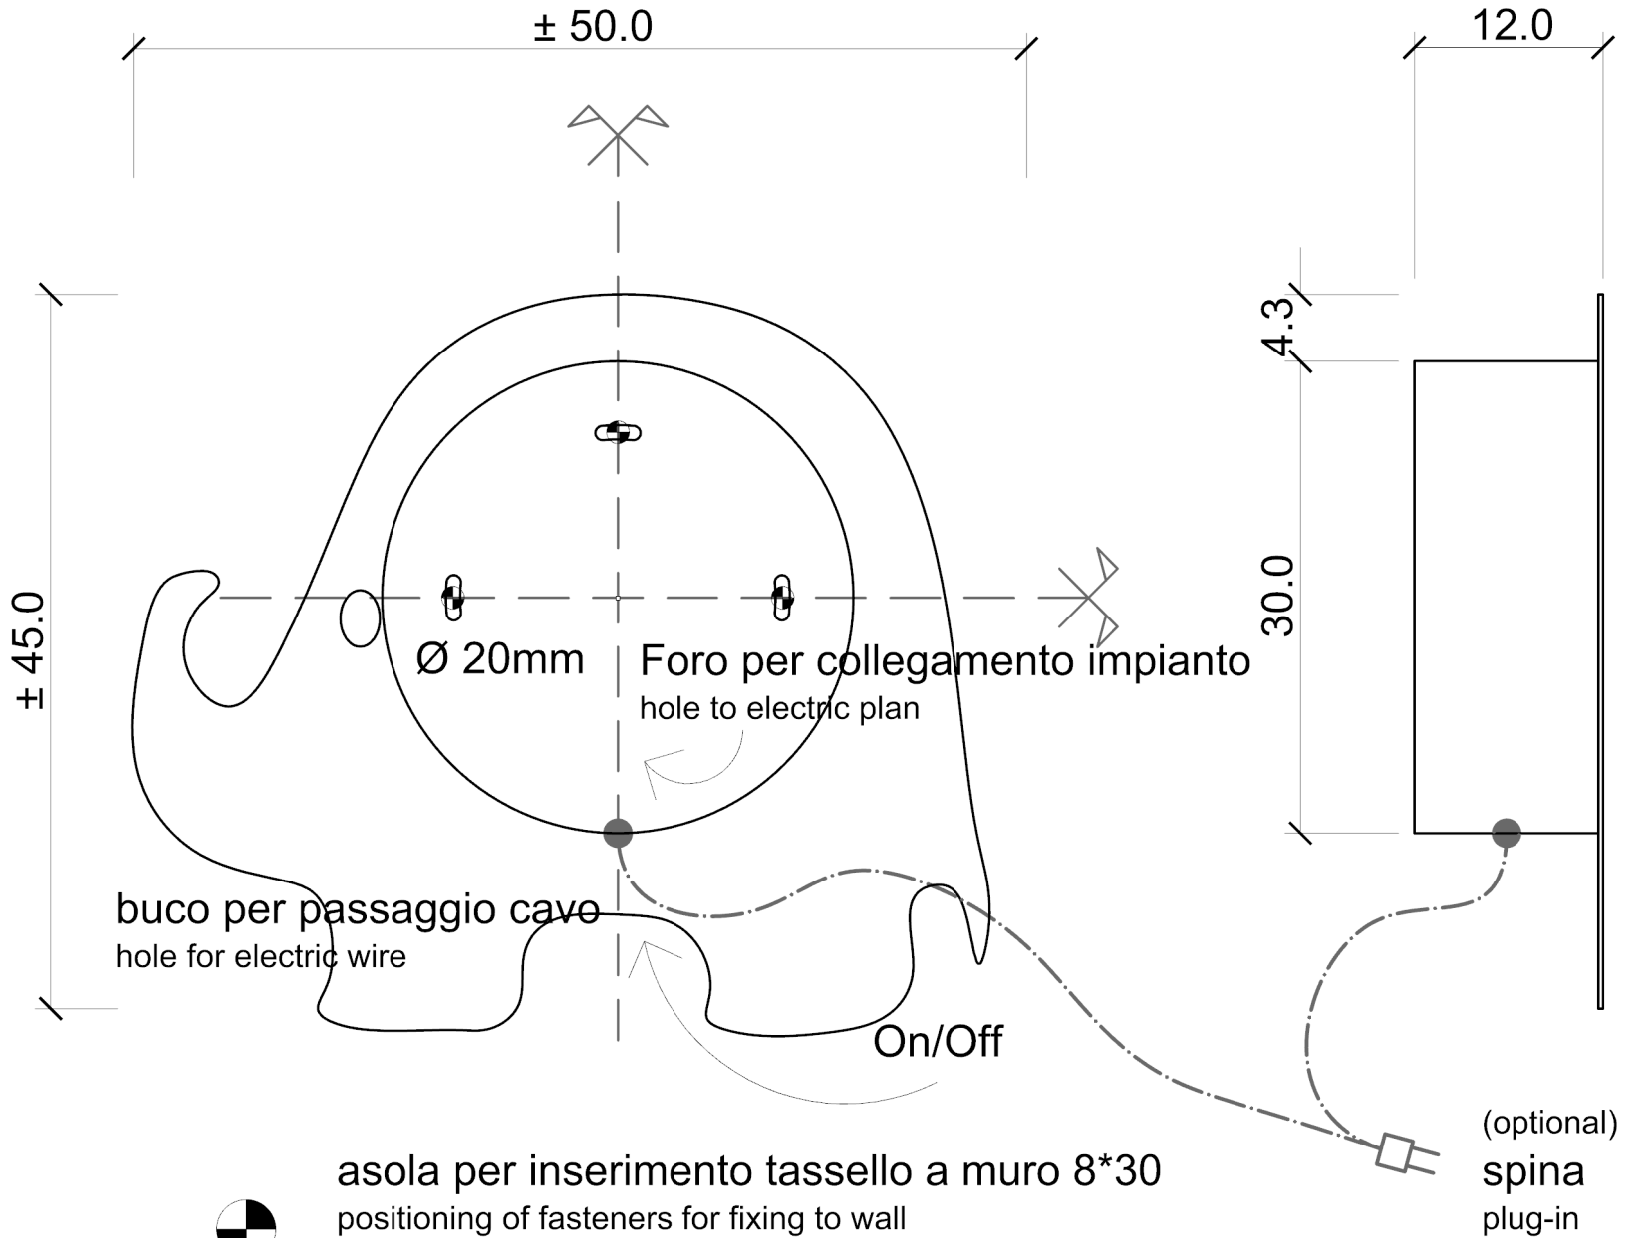 ± 50.0
12.0
4.3
± 45.0
30.0
Ø 20mm
Foro per collegamento impianto
hole to electric plan
buco per passaggio cavo
hole for electric wire
On/Off
asola per inserimento tassello a muro 8*30
positioning of fasteners for fixing to wall
(optional)
spina
plug-in